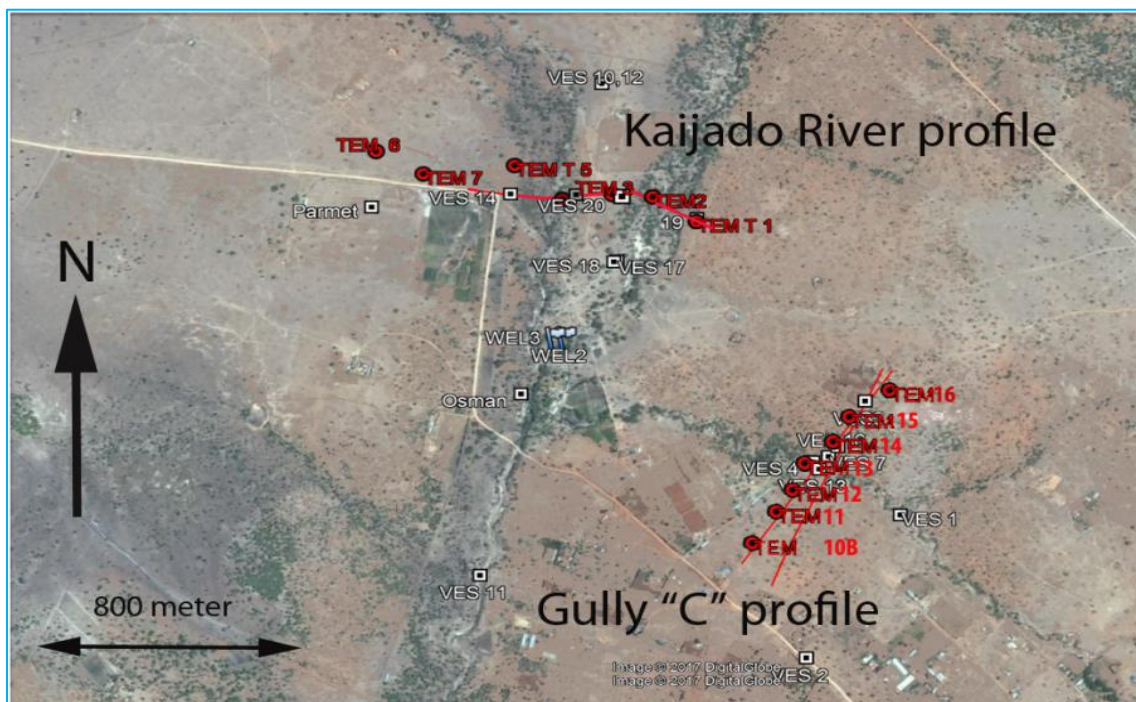 VES 10,12
Kaijado River profile
TEM 6
TEM T 5
TEM 7
VES 14
VES 20
TEM 3
TEM2
Parmet
19
TEM T 1
N
VES 18
VES 17
WEL3
WEL2
Osman
TEM16
TEM 15
TEM 14
VES 4
TEM 13
VES 7
VES 13
TEM 12
TEM 11
VES 1
TEM 10B
VES 11
800 meter
Gully "C" profile
Image © 2017 DigitalGlobe
Image © 2017 DigitalGlobe
VES 2